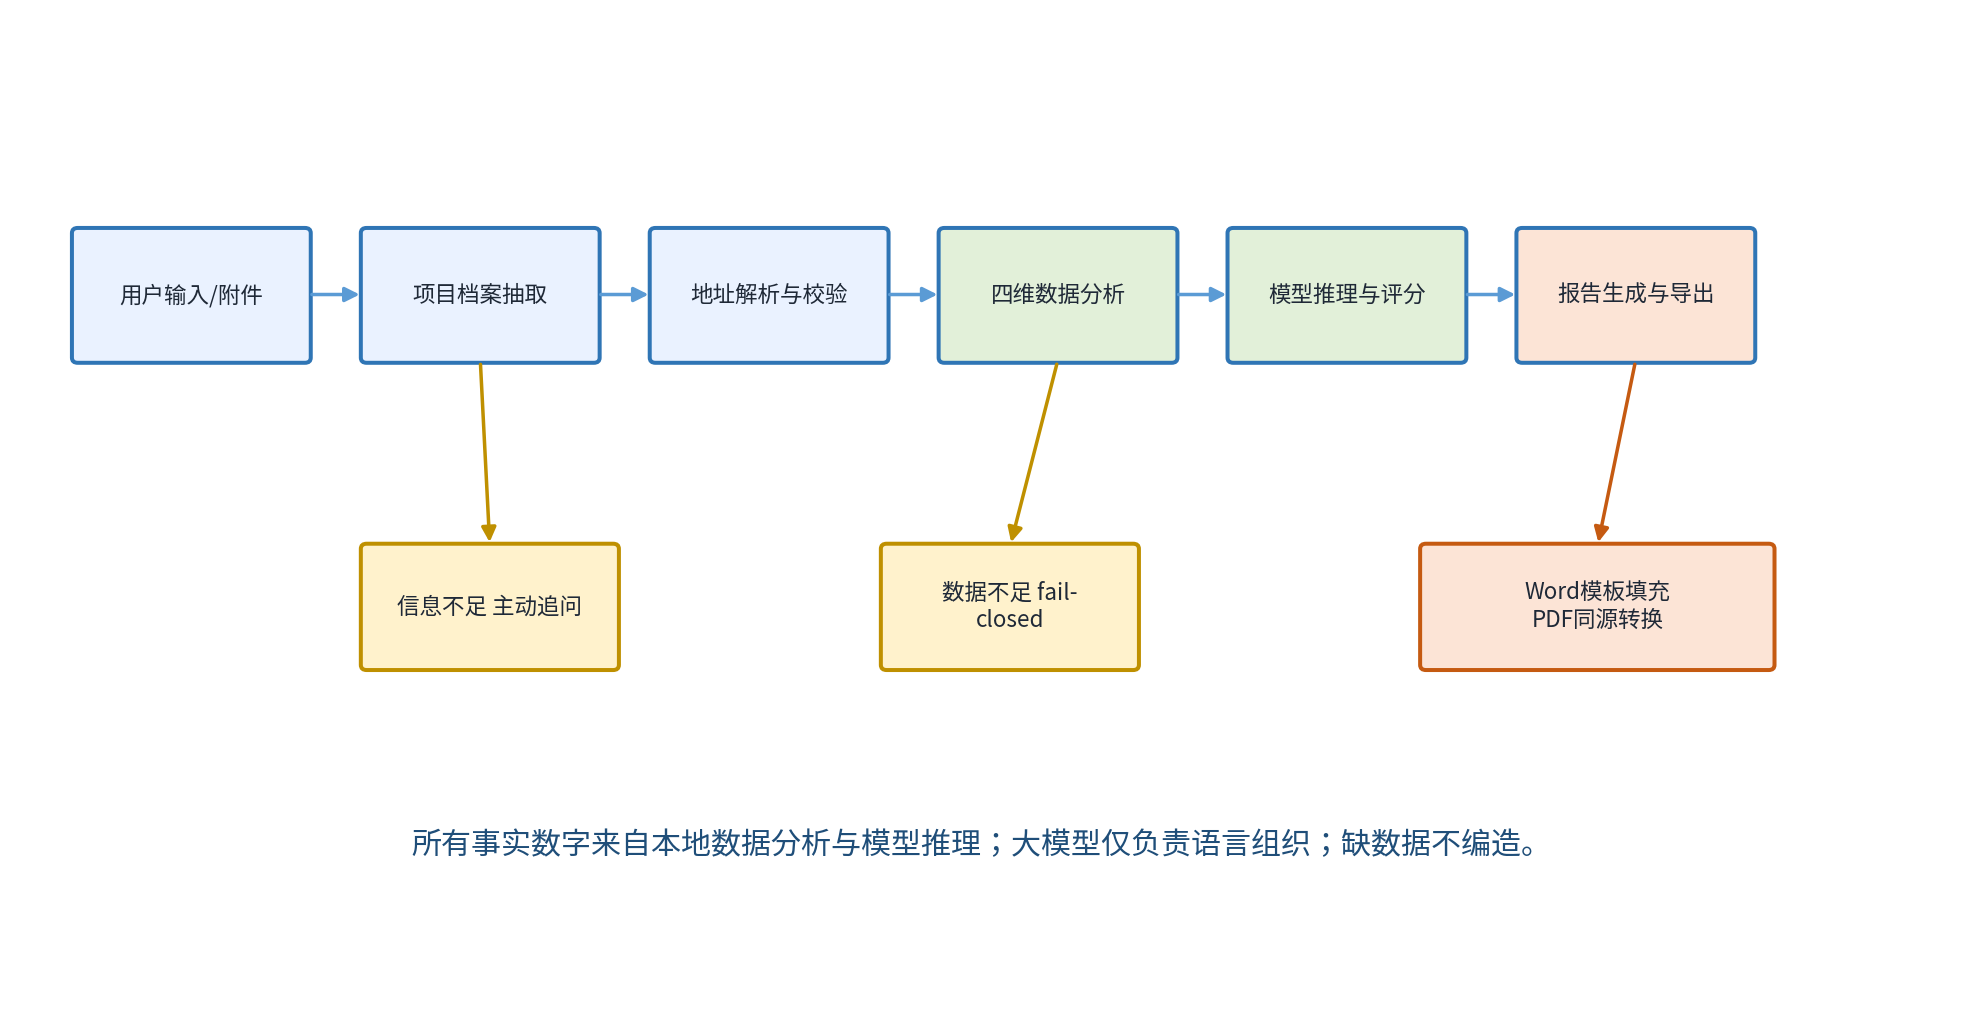 用户输入/附件
项目档案抽取
地址解析与校验
四维数据分析
模型推理与评分
报告生成与导出
信息不足 主动追问
数据不足 fail-
closed
Word模板填充
PDF同源转换
所有事实数字来自本地数据分析与模型推理；大模型仅负责语言组织；缺数据不编造。